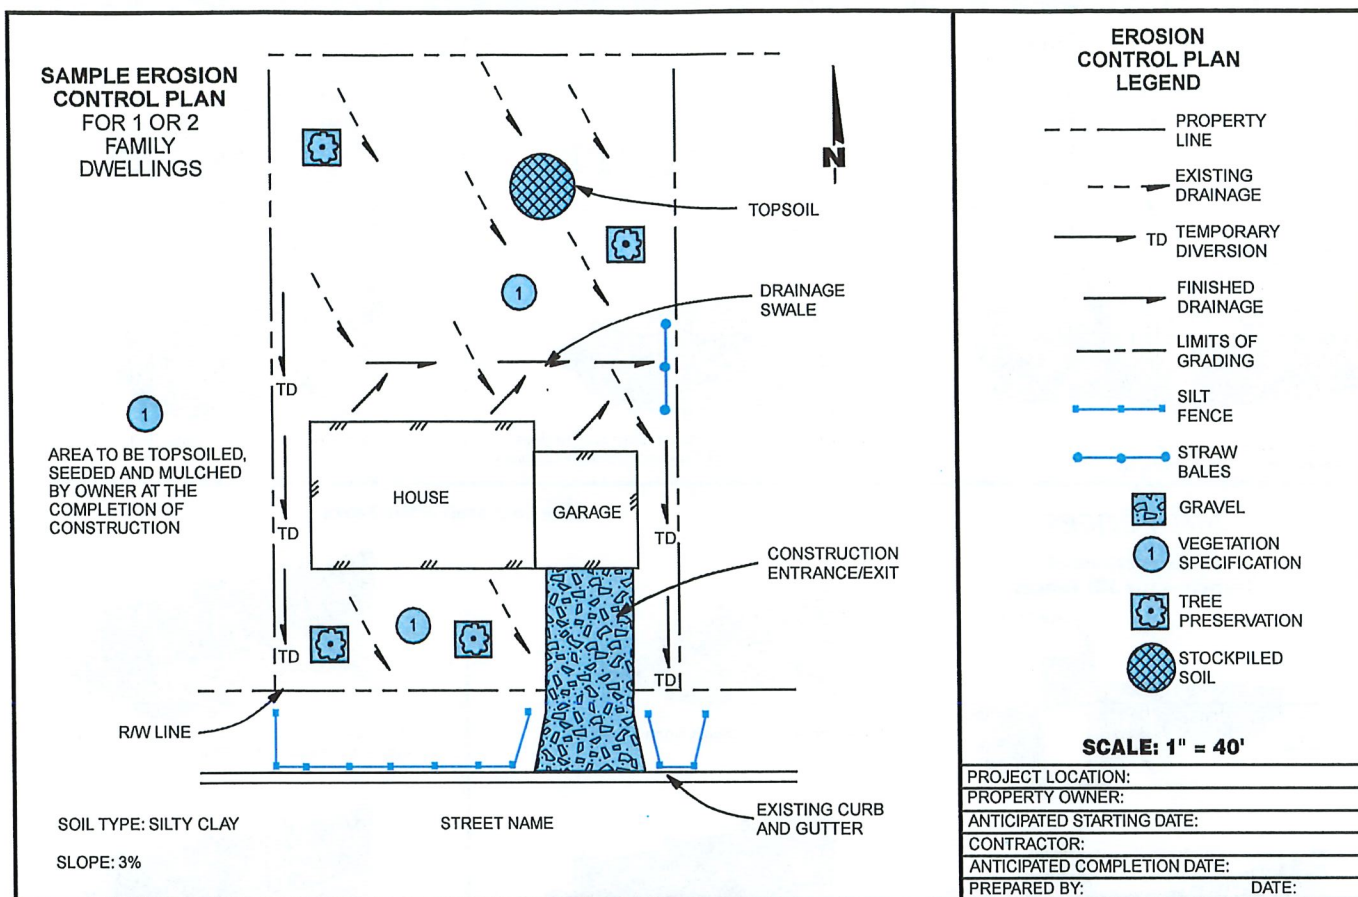 SAMPLE EROSION
CONTROL PLAN
FOR 1 OR 2
FAMILY
DWELLINGS
N
TOPSOIL
1
DRAINAGE
SWALE
TD
1
AREA TO BE TOPSOILED,
SEEDED AND MULCHED
BY OWNER AT THE
COMPLETION OF
CONSTRUCTION
HOUSE
GARAGE
TD
TD
CONSTRUCTION
ENTRANCE/EXIT
1
TD
TD
R/W LINE
EXISTING CURB
AND GUTTER
SOIL TYPE: SILTY CLAY
STREET NAME
SLOPE: 3%
EROSION
CONTROL PLAN
LEGEND
PROPERTY
LINE
EXISTING
DRAINAGE
TD TEMPORARY
DIVERSION
FINISHED
DRAINAGE
LIMITS OF
GRADING
SILT
FENCE
STRAW
BALES
GRAVEL
1 VEGETATION
SPECIFICATION
TREE
PRESERVATION
STOCKPILED
SOIL
SCALE: 1" = 40'
PROJECT LOCATION:
PROPERTY OWNER:
ANTICIPATED STARTING DATE:
CONTRACTOR:
ANTICIPATED COMPLETION DATE:
PREPARED BY: DATE: